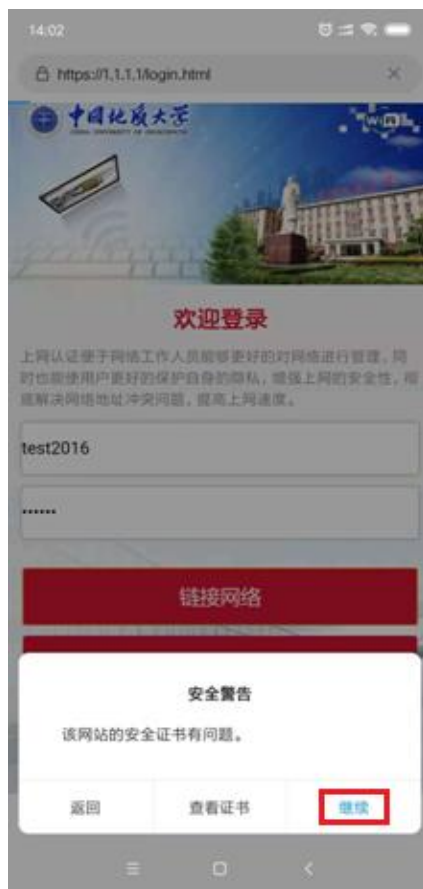 14:02
https://1.1.1.1/login.html
中国地质大学
WiFi
欢迎登录
上网认证便于网络工作人员能够更好的对网络进行管理，同
时也能使用户更好的保护自身的隐私，增强上网的安全性，彻
底解决网络地址冲突问题，提高上网速度。
test2016
••••••
链接网络
安全警告
该网站的安全证书有问题。
返回
查看证书
继续